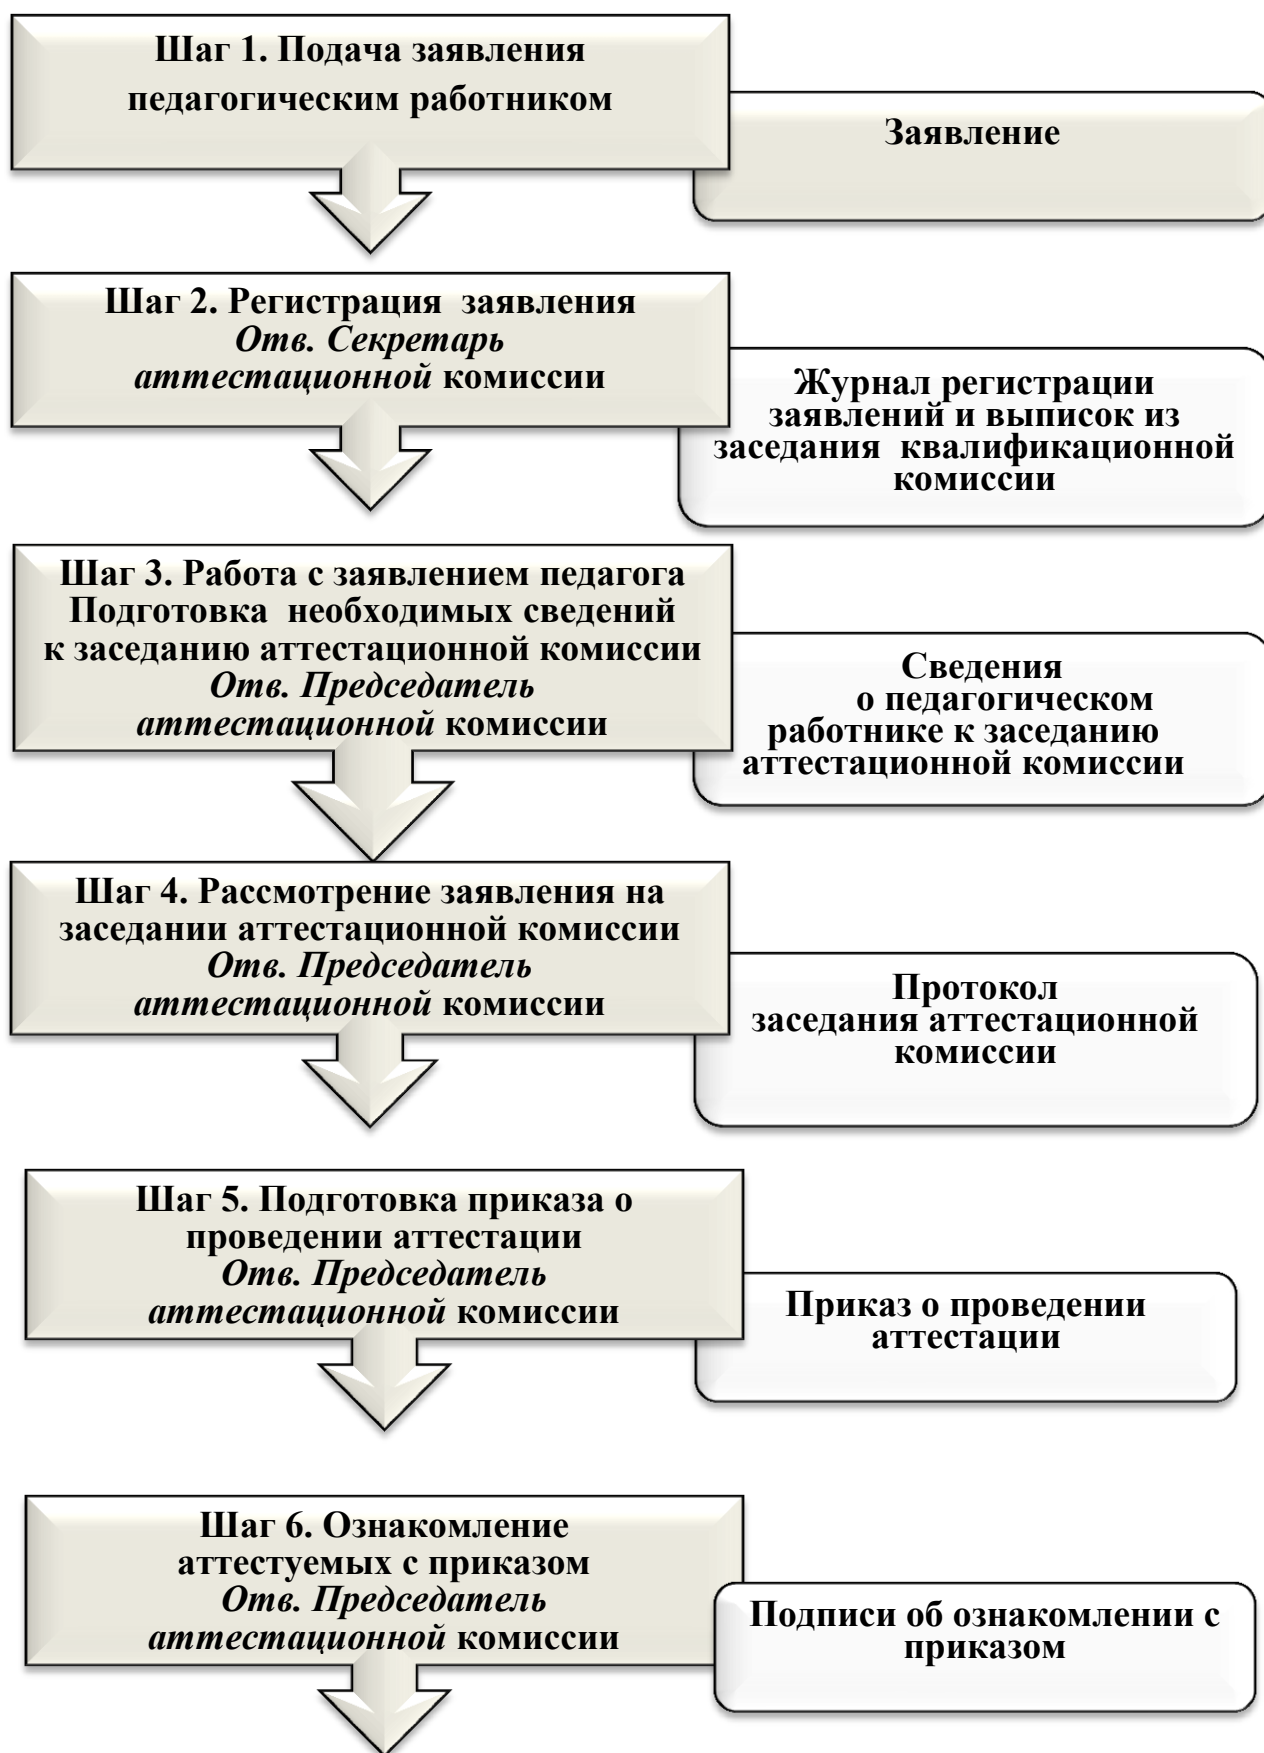 Шаг 1. Подача заявления
педагогическим работником
Заявление
Шаг 2. Регистрация  заявления
Отв. Секретарь
аттестационной комиссии
Журнал регистрации
заявлений и выписок из
заседания  квалификационной
комиссии
Шаг 3. Работа с заявлением педагога
Подготовка  необходимых сведений
к заседанию аттестационной комиссии
Отв. Председатель
аттестационной комиссии
Сведения
о педагогическом
работнике к заседанию
аттестационной комиссии
Шаг 4. Рассмотрение заявления на
заседании аттестационной комиссии
Отв. Председатель
аттестационной комиссии
Протокол
заседания аттестационной
комиссии
Шаг 5. Подготовка приказа о
проведении аттестации
Отв. Председатель
аттестационной комиссии
Приказ о проведении
аттестации
Шаг 6. Ознакомление
аттестуемых с приказом
Отв. Председатель
аттестационной комиссии
Подписи об ознакомлении с
приказом